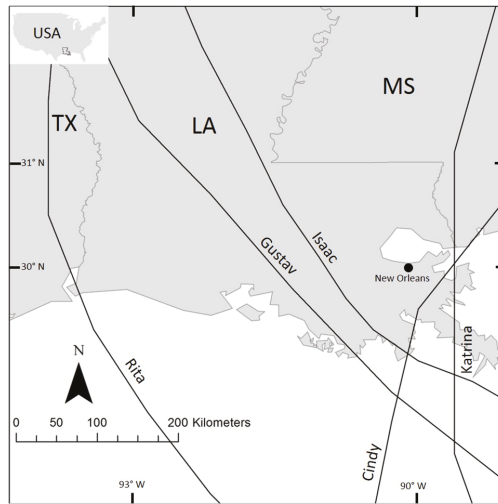 USA
MS
TX
LA
31° N
Isaac
Gustav
30° N
New Orleans
Katrina
N
Rita
0 50 100 200 Kilometers
Cindy
93° W
90° W